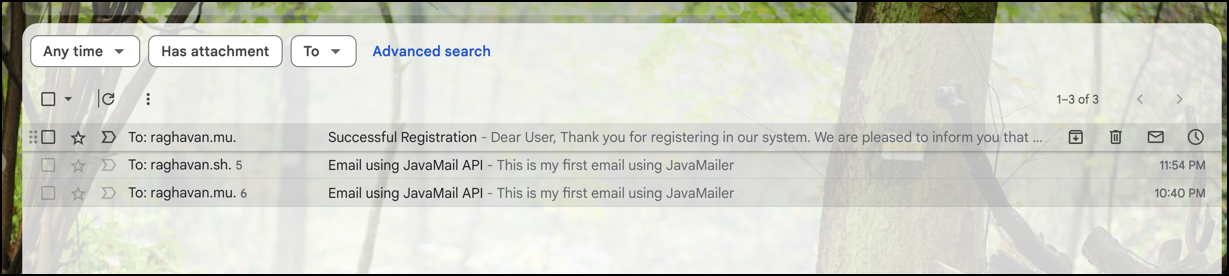 Any time Has attachment To Advanced search
1–3 of 3
To: raghavan.mu. Successful Registration - Dear User, Thank you for registering in our system. We are pleased to inform you that ...
To: raghavan.sh. 5 Email using JavaMail API - This is my first email using JavaMailer 11:54 PM
To: raghavan.mu. 6 Email using JavaMail API - This is my first email using JavaMailer 10:40 PM